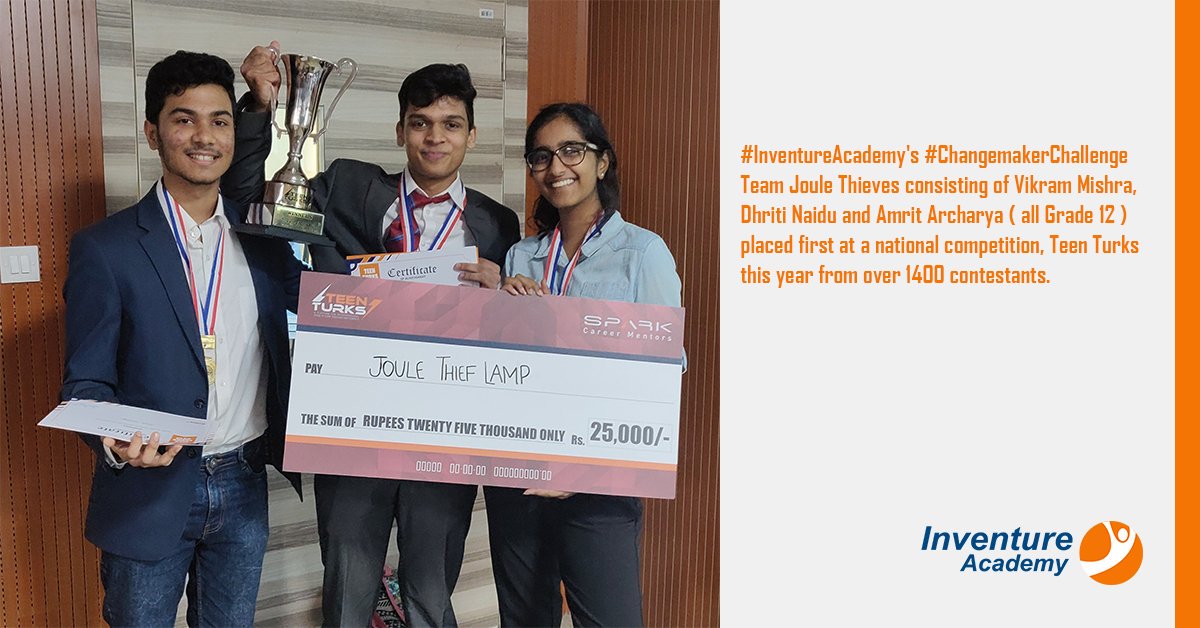 TEEN
TURKS
Certificate
TEEN
TURKS
SPARK
Career Mentors
PAY
JOULE THIEF LAMP
THE SUM OF RUPEES TWENTY FIVE THOUSAND ONLY Rs. 25,000/-
#InventureAcademy's #ChangemakerChallenge
Team Joule Thieves consisting of Vikram Mishra,
Dhriti Naidu and Amrit Archarya ( all Grade 12 )
placed first at a national competition, Teen Turks
this year from over 1400 contestants.
Inventure
Academy